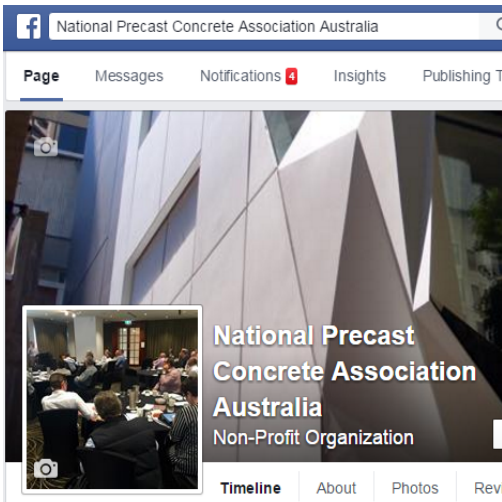 National Precast Concrete Association Australia
Page Messages Notifications 4 Insights Publishing
National Precast
Concrete Association
Australia
Non-Profit Organization
Timeline About Photos